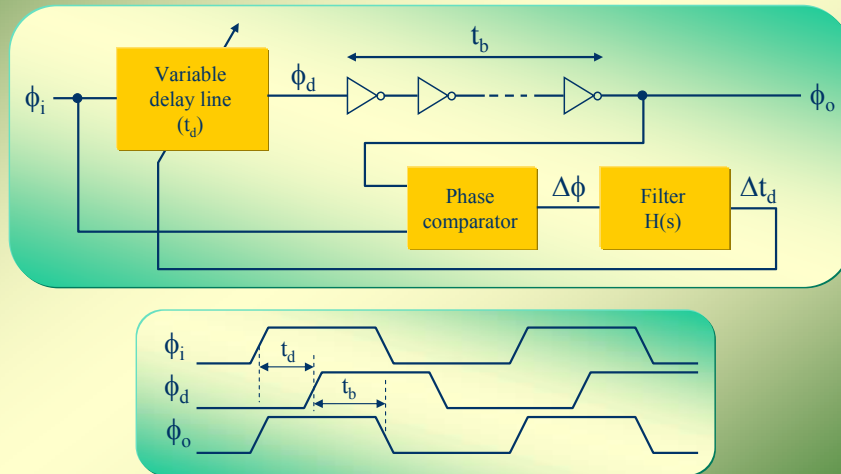 t_b
Variable
delay line
(t_d)
ϕ_i
ϕ_d
ϕ_o
Phase
comparator
Δϕ
Filter
H(s)
Δt_d
ϕ_i
t_d
ϕ_d
t_b
ϕ_o